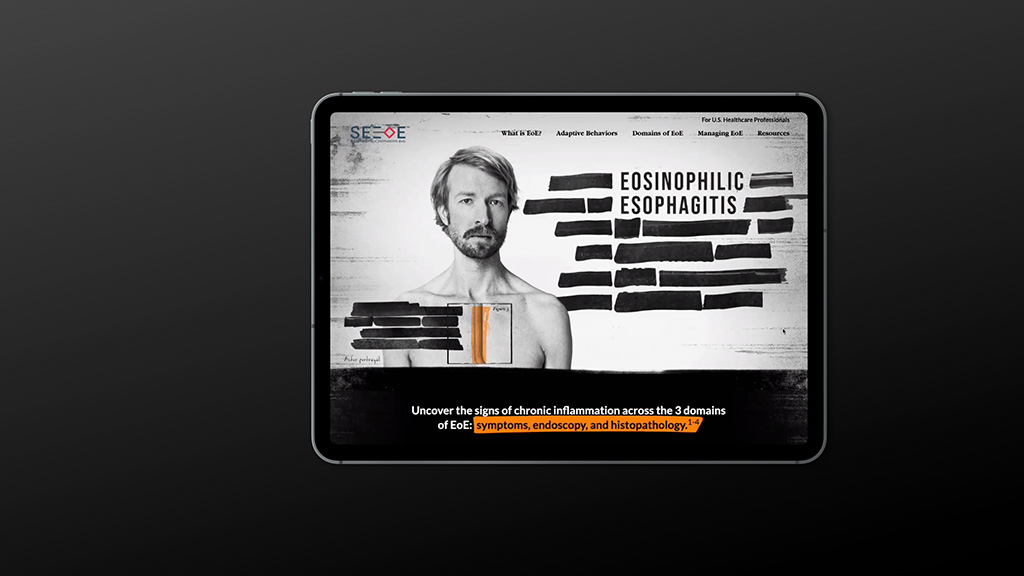 For U.S. Healthcare Professionals
SEE EOE
What is EoE? Adaptive Behaviors Domains of EoE Managing EoE Resources
EOSINOPHILIC
ESOPHAGITIS
Figure 3
Actor portrayal
Uncover the signs of chronic inflammation across the 3 domains
of EoE: symptoms, endoscopy, and histopathology.1-4